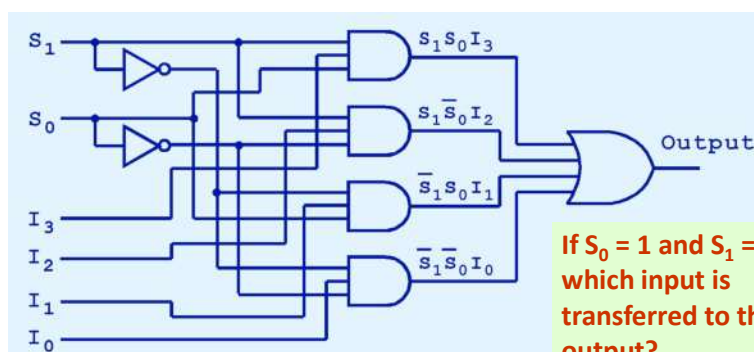 S₁
S₀
I₃
I₂
I₁
I₀
s₁s₀I₃
s₁s̅₀I₂
s̅₁s₀I₁
s̅₁s̅₀I₀
Output
If S₀ = 1 and S₁ =
which input is
transferred to th
output?